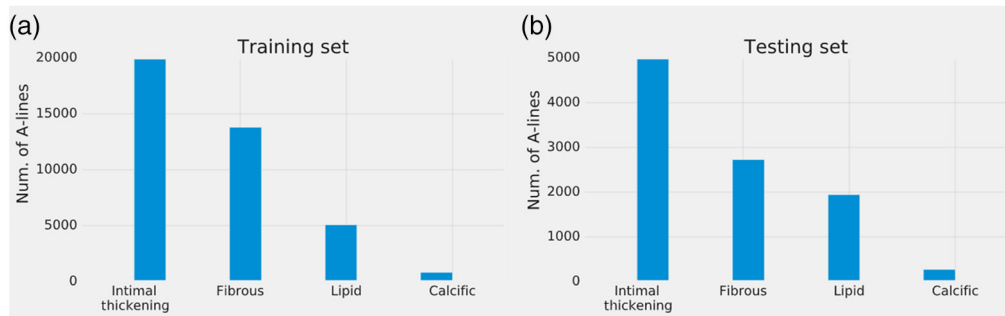 (a)
Training set
Num. of A-lines
20000
15000
10000
5000
0
Intimal
thickening
Fibrous
Lipid
Calcific
(b)
Testing set
Num. of A-lines
5000
4000
3000
2000
1000
0
Intimal
thickening
Fibrous
Lipid
Calcific